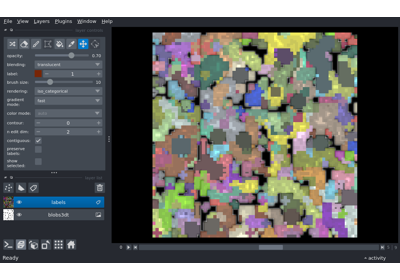 File View Layers Plugins Window Help
opacity: 0.70
blending: translucent
label: 1
brush size: 10
rendering: iso_categorical
gradient mode: fast
color mode:
contour: 0
n edit dim: 2
contiguous:
preserve labels:
show selected:
labels
blobs3dt
Ready
activity